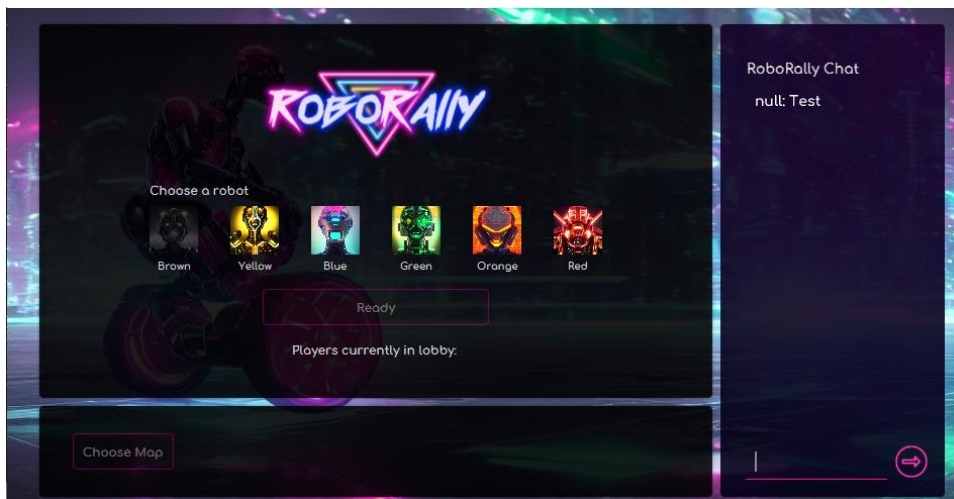 ROBORALLY
Choose a robot
Brown Yellow Blue Green Orange Red
Ready
Players currently in lobby:
Choose Map
RoboRally Chat
null: Test